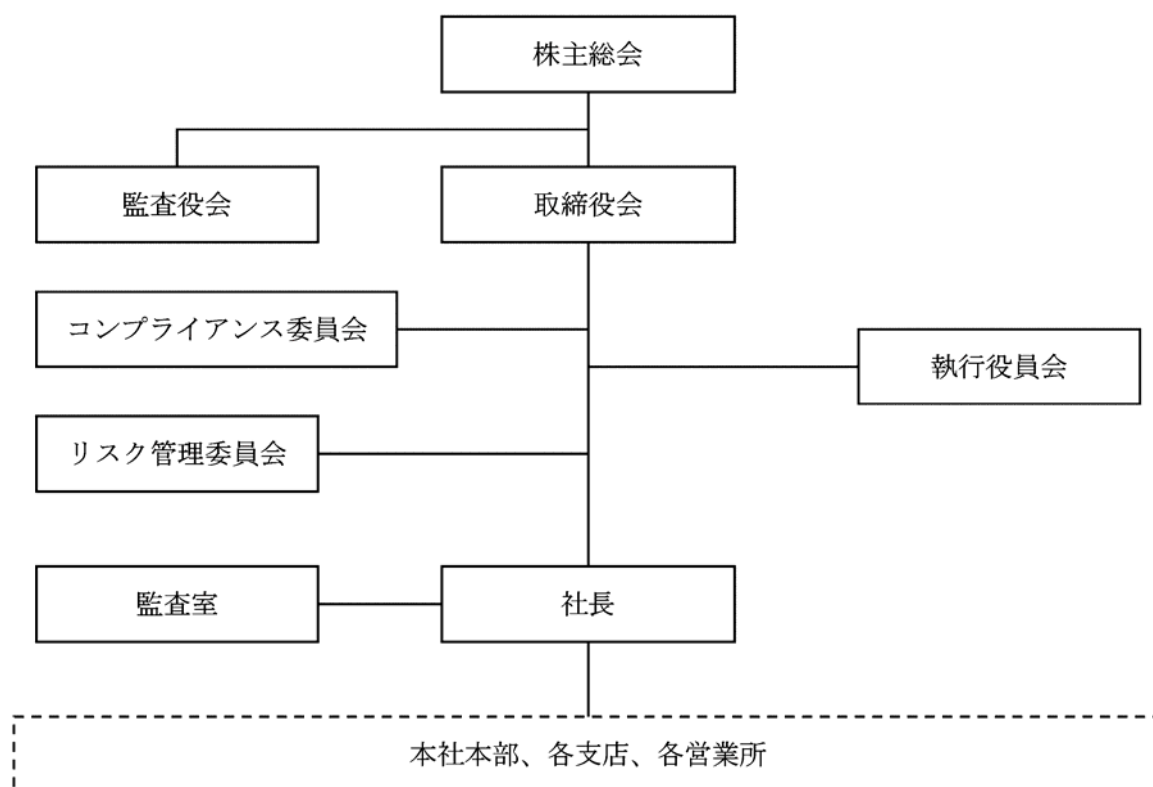 株主総会
監査役会
取締役会
コンプライアンス委員会
執行役員会
リスク管理委員会
監査室
社長
本社本部、各支店、各営業所